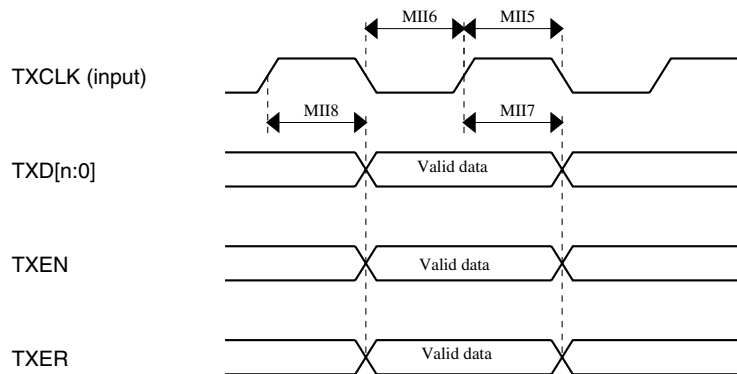 MII6 MII5
TXCLK (input)
MII8 MII7
TXD[n:0] Valid data
TXEN Valid data
TXER Valid data